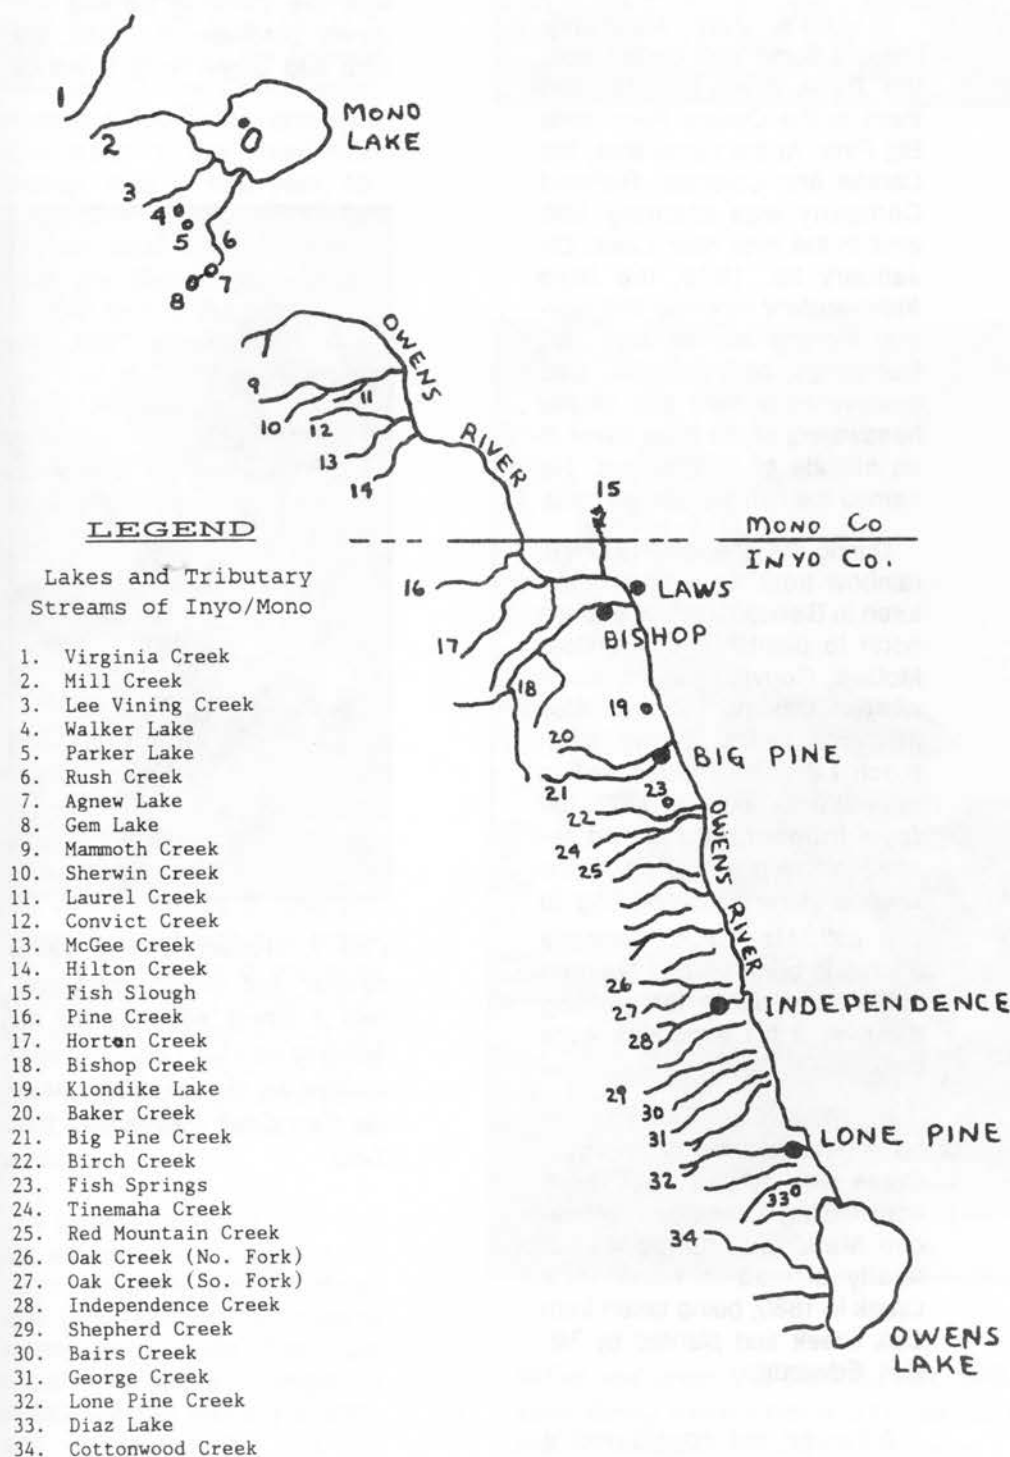 1
2
MONO
LAKE
3
4
5
6
7
8
OWENS
RIVER
9
10
11
12
13
14
15
LEGEND
Lakes and Tributary
Streams of Inyo/Mono
1. Virginia Creek
2. Mill Creek
3. Lee Vining Creek
4. Walker Lake
5. Parker Lake
6. Rush Creek
7. Agnew Lake
8. Gem Lake
9. Mammoth Creek
10. Sherwin Creek
11. Laurel Creek
12. Convict Creek
13. McGee Creek
14. Hilton Creek
15. Fish Slough
16. Pine Creek
17. Horton Creek
18. Bishop Creek
19. Klondike Lake
20. Baker Creek
21. Big Pine Creek
22. Birch Creek
23. Fish Springs
24. Tinemaha Creek
25. Red Mountain Creek
26. Oak Creek (No. Fork)
27. Oak Creek (So. Fork)
28. Independence Creek
29. Shepherd Creek
30. Bairs Creek
31. George Creek
32. Lone Pine Creek
33. Diaz Lake
34. Cottonwood Creek
MONO CO
INYO CO.
16
LAWS
BISHOP
17
18
19
20
BIG PINE
21
23
22
OWENS
RIVER
24
25
26
27
INDEPENDENCE
28
29
30
31
LONE PINE
32
33
34
OWENS
LAKE